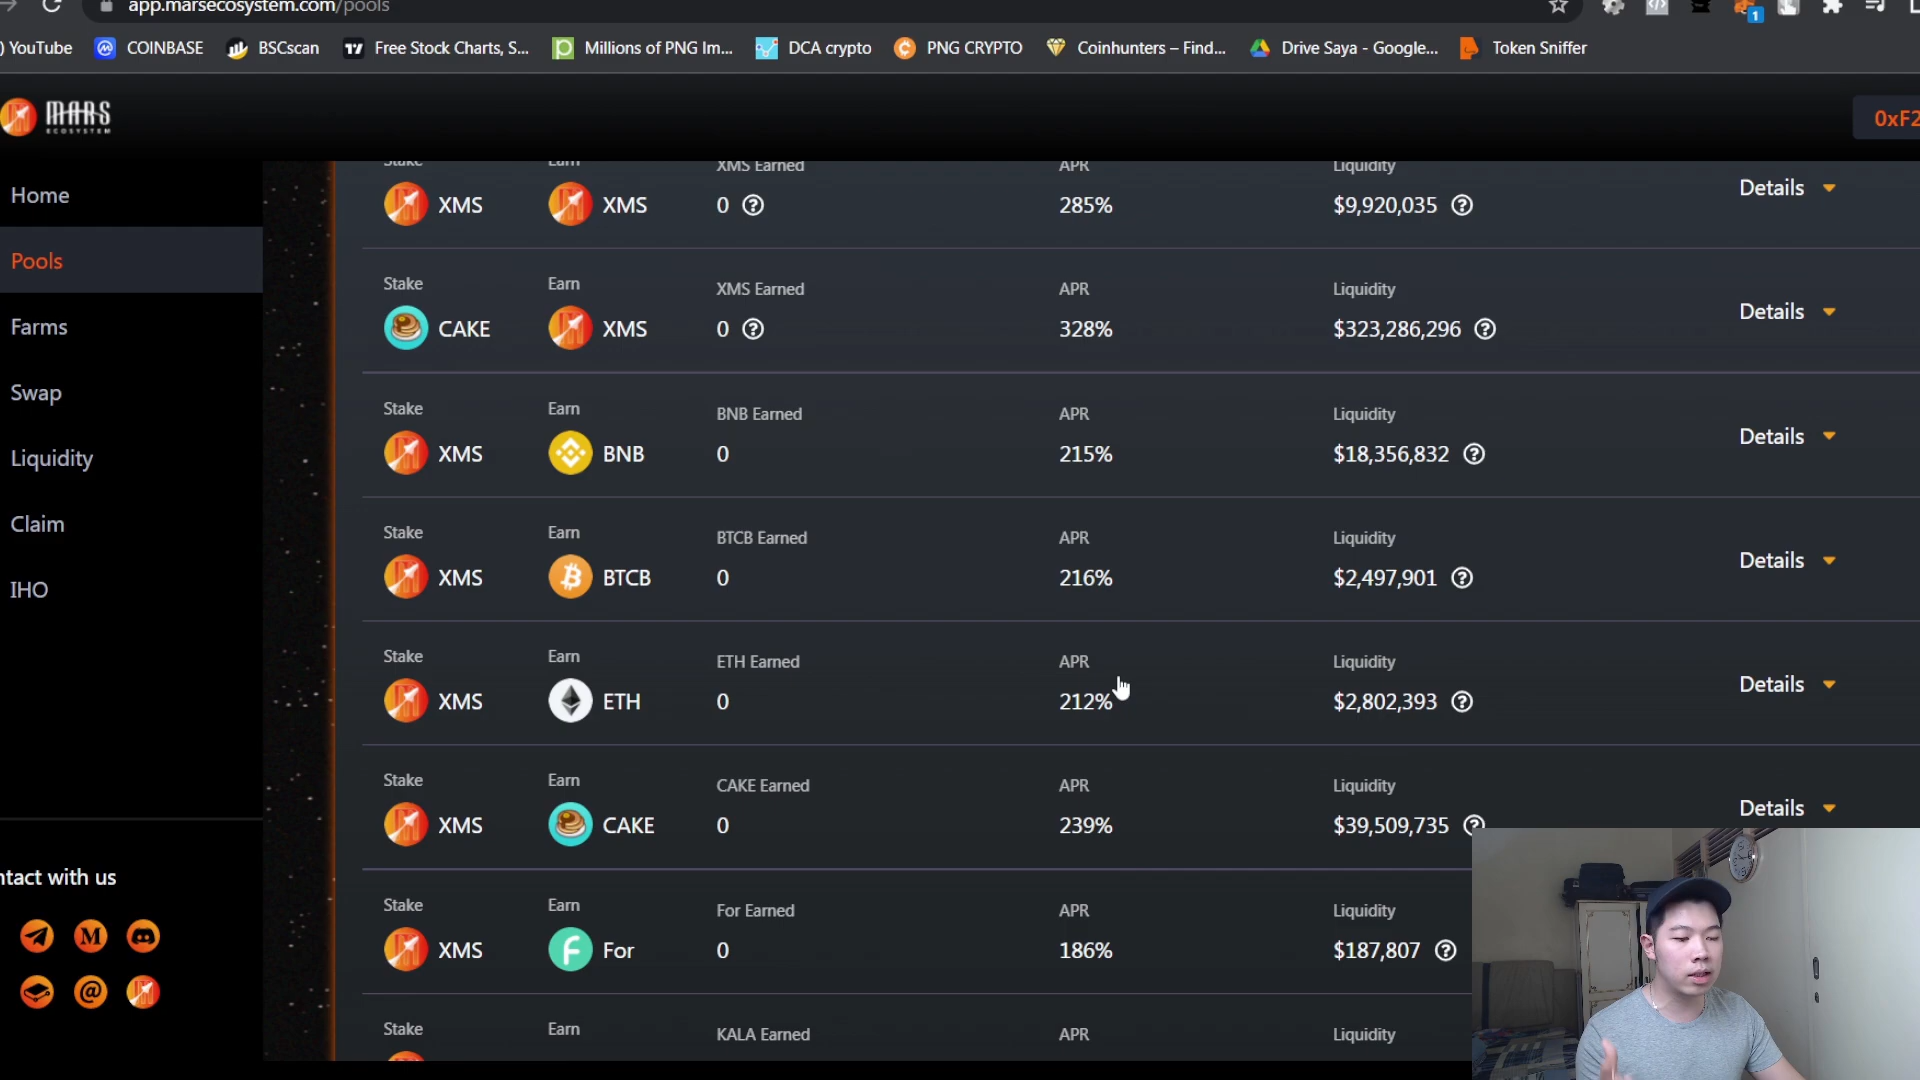 app.marsecosystem.com/pools
YouTube COINBASE BSCscan Free Stock Charts, S... Millions of PNG Im... DCA crypto PNG CRYPTO Coinhunters – Find... Drive Saya - Google... Token Sniffer
MARS
ECOSYSTEM
0xF2
Home
Pools
Farms
Swap
Liquidity
Claim
IHO
ntact with us
Stake Earn XMS Earned APR Liquidity
XMS XMS 0 285% $9,920,035 Details
Stake Earn XMS Earned APR Liquidity
CAKE XMS 0 328% $323,286,296 Details
Stake Earn BNB Earned APR Liquidity
XMS BNB 0 215% $18,356,832 Details
Stake Earn BTCB Earned APR Liquidity
XMS BTCB 0 216% $2,497,901 Details
Stake Earn ETH Earned APR Liquidity
XMS ETH 0 212% $2,802,393 Details
Stake Earn CAKE Earned APR Liquidity
XMS CAKE 0 239% $39,509,735 Details
Stake Earn For Earned APR Liquidity
XMS For 0 186% $187,807
Stake Earn KALA Earned APR Liquidity